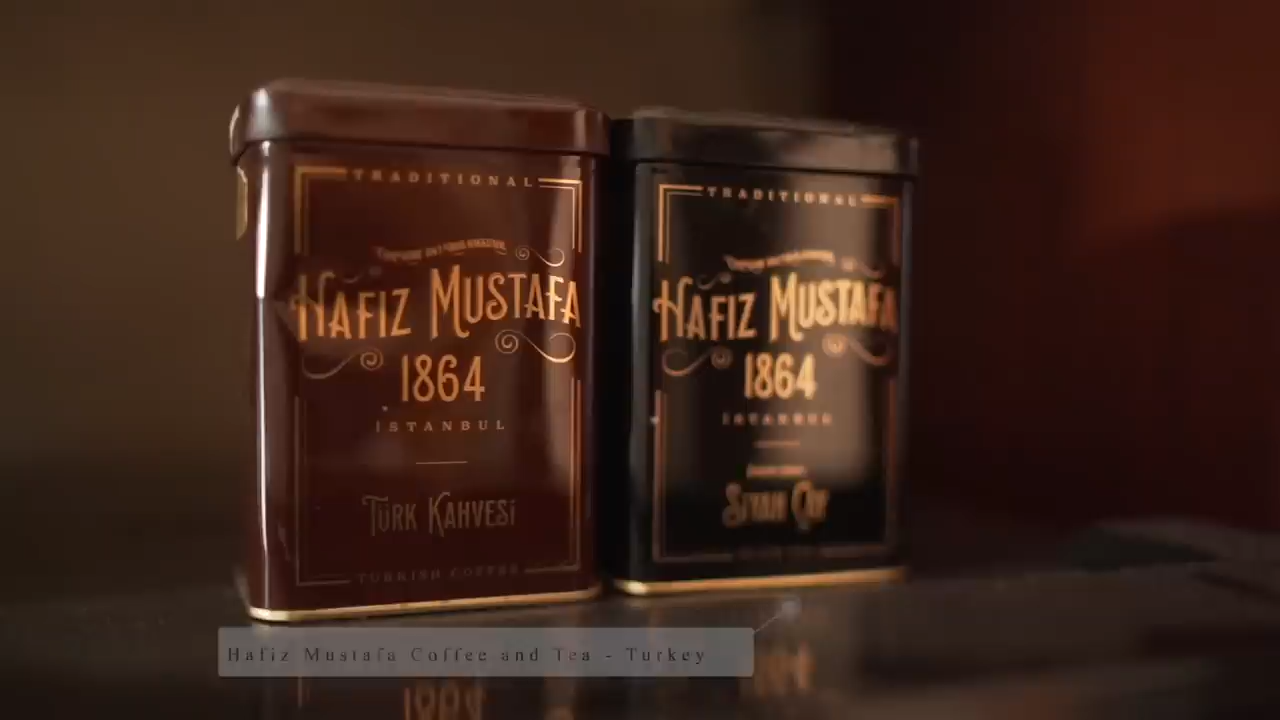 TRADITIONAL
HAFIZ MUSTAFA
1864
İSTANBUL
TÜRK KAHVESİ
TURKISH COFFEE
TRADITIONAL
HAFIZ MUSTAFA
1864
İSTANBUL
SİYAH ÇAY
Hafiz Mustafa Coffee and Tea - Turkey